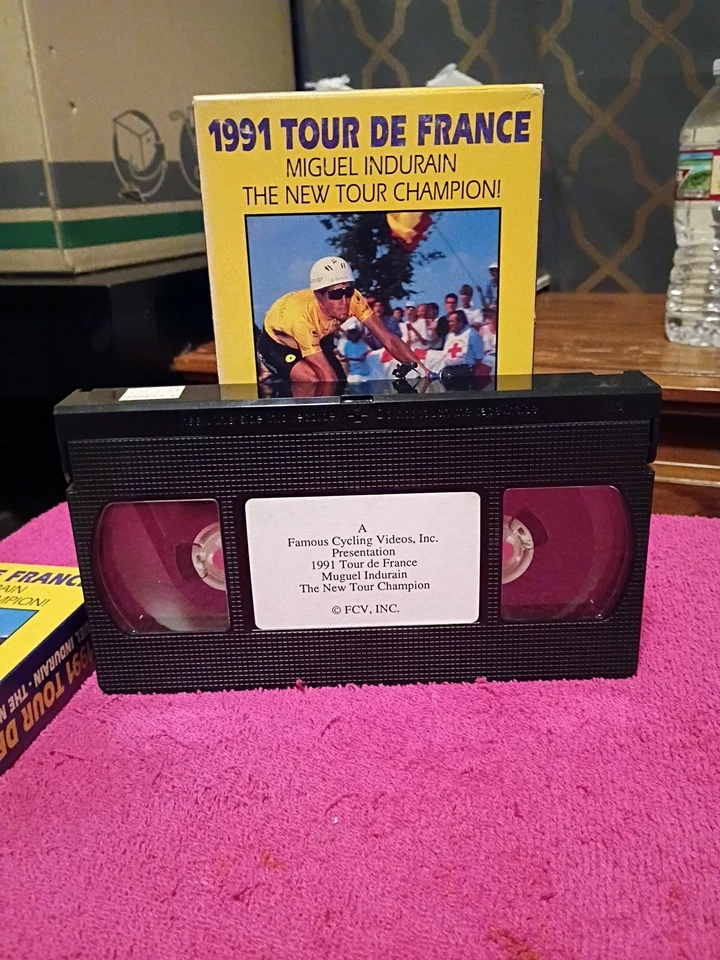 1991 TOUR DE FRANCE
MIGUEL INDURAIN
THE NEW TOUR CHAMPION!
A
Famous Cycling Videos, Inc.
Presentation
1991 Tour de France
Muguel Indurain
The New Tour Champion
© FCV, INC.
E FRANC
AIN
MPION!
1991 TOUR DE
MIGUEL INDURAIN - THE N